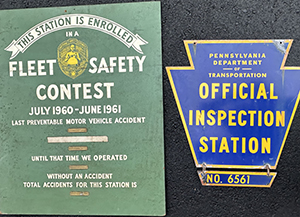 THIS STATION IS ENROLLED
IN A
FLEET SAFETY
CONTEST
JULY 1960-JUNE 1961
LAST PREVENTABLE MOTOR VEHICLE ACCIDENT
UNTIL THAT TIME WE OPERATED
WITHOUT AN ACCIDENT
TOTAL ACCIDENTS FOR THIS STATION IS
PENNSYLVANIA
DEPARTMENT
OF
TRANSPORTATION
OFFICIAL
INSPECTION
STATION
NO. 6561